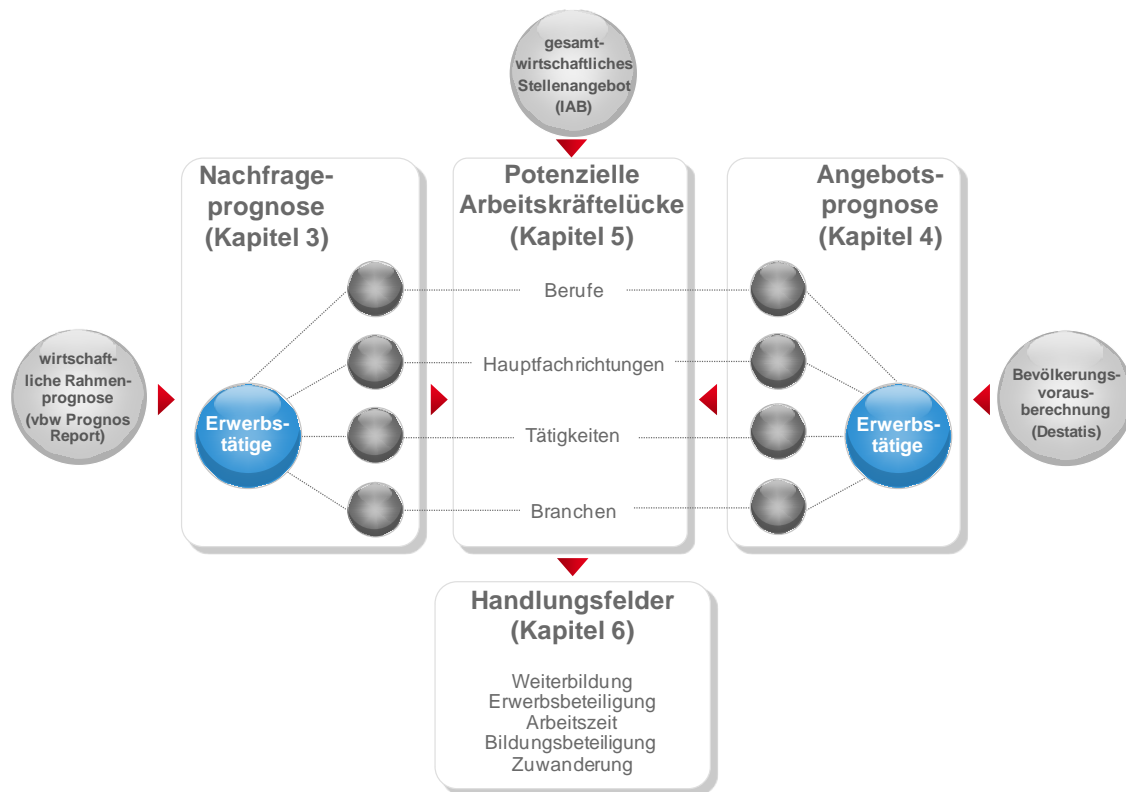 gesamt-
wirtschaftliches
Stellenangebot
(IAB)
Nachfrage-
prognose
(Kapitel 3)
Potenzielle
Arbeitskräftelücke
(Kapitel 5)
Angebots-
prognose
(Kapitel 4)
Berufe
Hauptfachrichtungen
Tätigkeiten
Branchen
wirtschaft-
liche Rahmen-
prognose
(vbw Prognos
Report)
Erwerbs-
tätige
Erwerbs-
tätige
Bevölkerungs-
voraus-
berechnung
(Destatis)
Handlungsfelder
(Kapitel 6)
Weiterbildung
Erwerbsbeteiligung
Arbeitszeit
Bildungsbeteiligung
Zuwanderung